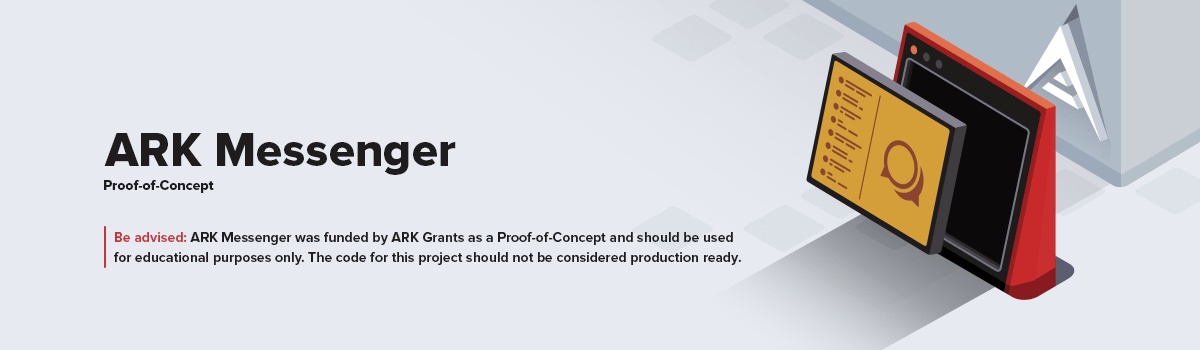 ARK Messenger
Proof-of-Concept
Be advised: ARK Messenger was funded by ARK Grants as a Proof-of-Concept and should be used
for educational purposes only. The code for this project should not be considered production ready.